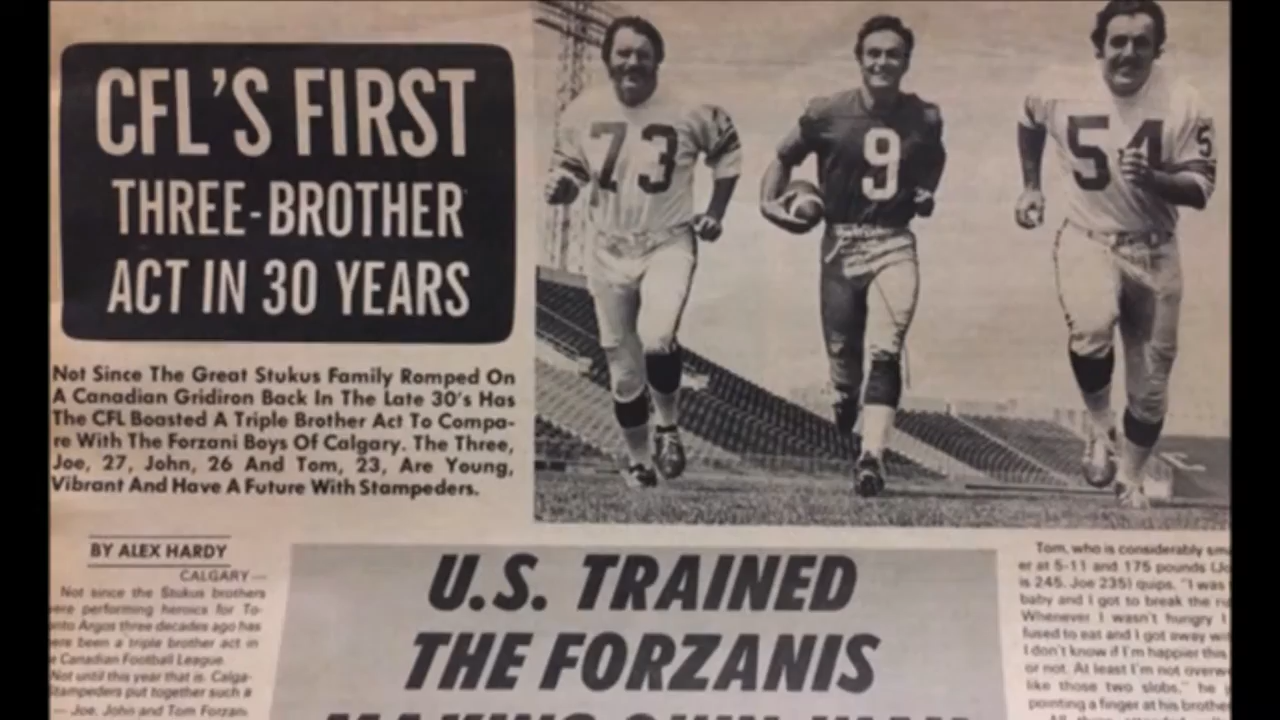 CFL'S FIRST
THREE-BROTHER
ACT IN 30 YEARS
Not Since The Great Stukus Family Romped On
A Canadian Gridiron Back In The Late 30's Has
The CFL Boasted A Triple Brother Act To Compa-
re With The Forzani Boys Of Calgary. The Three,
Joe, 27, John, 26 And Tom, 23, Are Young,
Vibrant And Have A Future With Stampeders.
73
9
54
5
BY ALEX HARDY
CALGARY—
Not since the Stukus brothers
were performing heroics for To-
Argos three decades ago has
been a triple brother act in
Canadian Football League.
Not until this year that is. Calga-
Stampeders put together such a
— Joe, John and Tom Forzan-
U.S. TRAINED
THE FORZANIS
Tom, who is considerably
er at 5-11 and 175 pounds
is 245. Joe 235) quips. "I was
baby and I got to break the
Whenever I wasn't hungry I
fused to eat and I got away
I don't know if I'm happier this
or not. At least I'm not
like those two slobs," he
pointing a finger at his